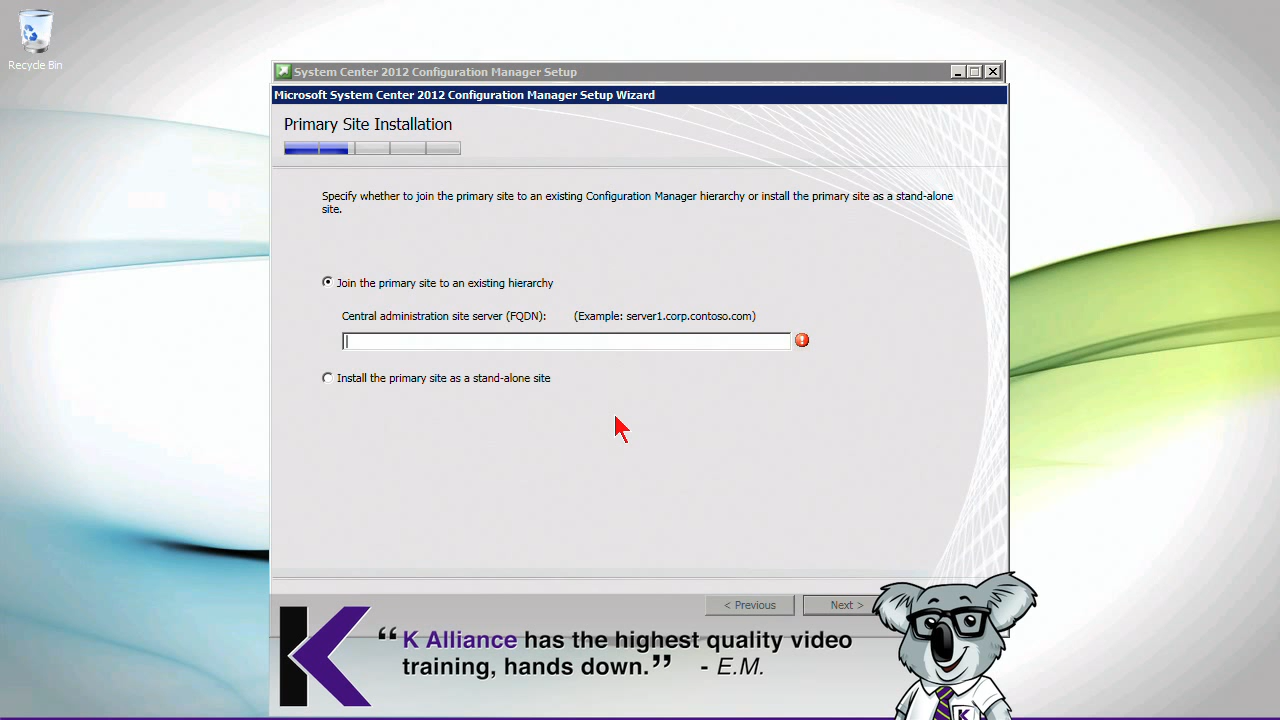 Recycle Bin
System Center 2012 Configuration Manager Setup
Microsoft System Center 2012 Configuration Manager Setup Wizard
Primary Site Installation
Specify whether to join the primary site to an existing Configuration Manager hierarchy or install the primary site as a stand-alone
site.
Join the primary site to an existing hierarchy
Central administration site server (FQDN): (Example: server1.corp.contoso.com)
Install the primary site as a stand-alone site
< Previous Next >
K “K Alliance has the highest quality video
training, hands down.” - E.M.
K